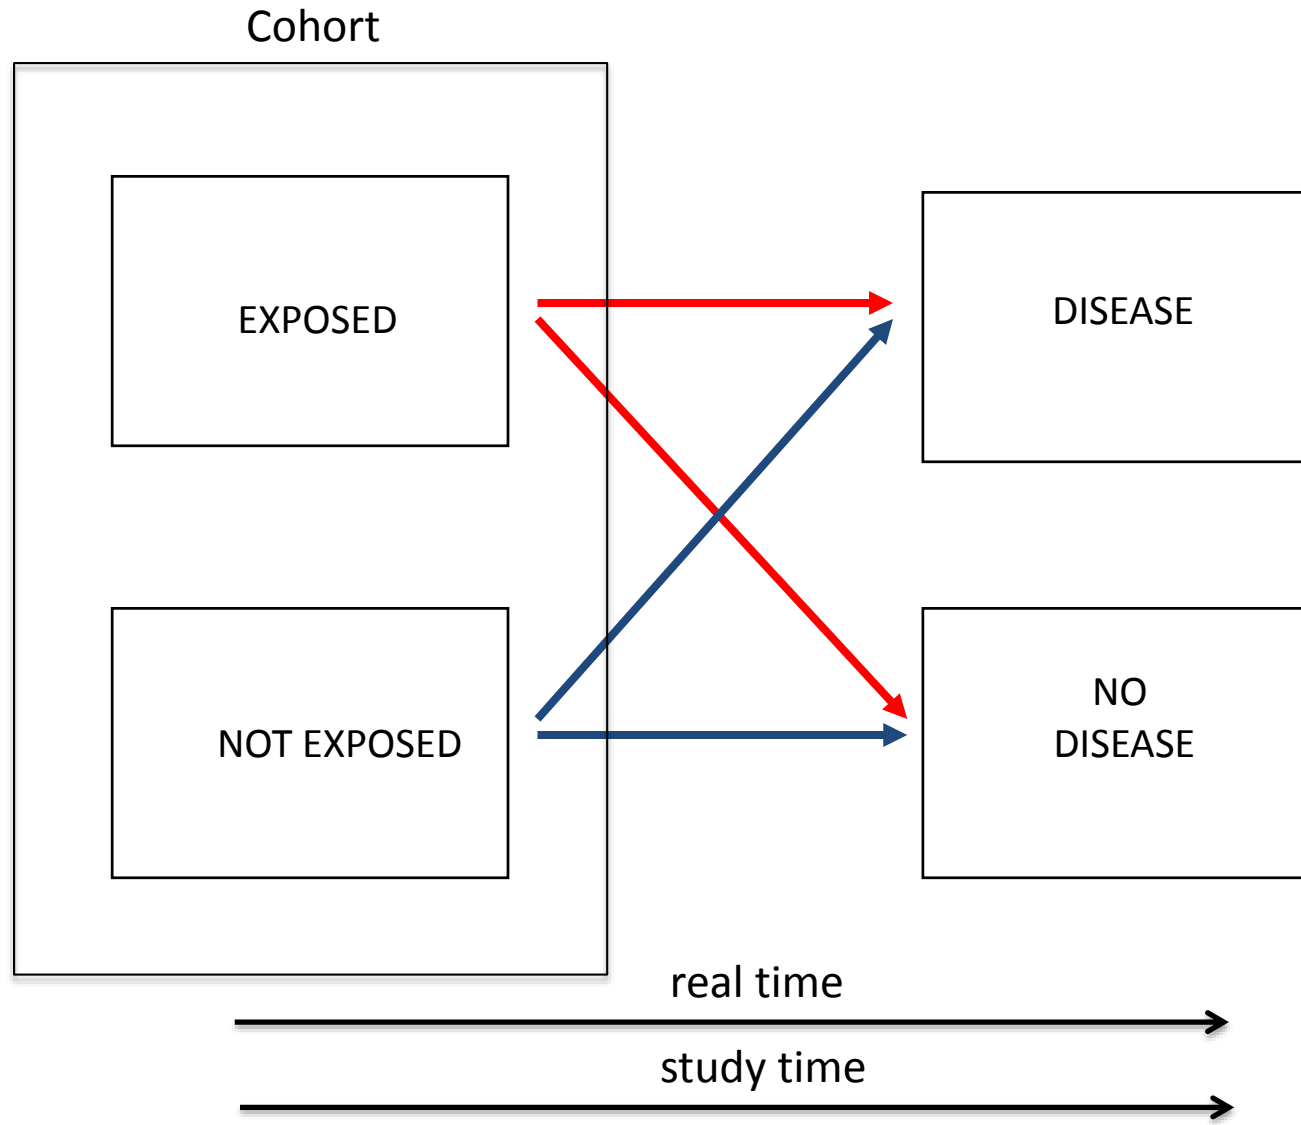 Cohort
EXPOSED
DISEASE
NOT EXPOSED
NO
DISEASE
real time
study time